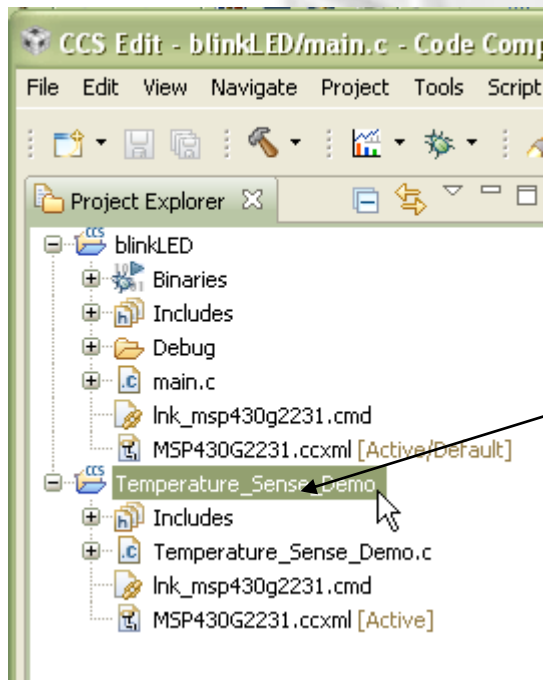 CCS Edit - blinkLED/main.c - Code Comp
File Edit View Navigate Project Tools Script
Project Explorer
blinkLED
Binaries
Includes
Debug
main.c
lnk_msp430g2231.cmd
MSP430G2231.ccxml [Active/Default]
Temperature_Sense_Demo
Includes
Temperature_Sense_Demo.c
lnk_msp430g2231.cmd
MSP430G2231.ccxml [Active]